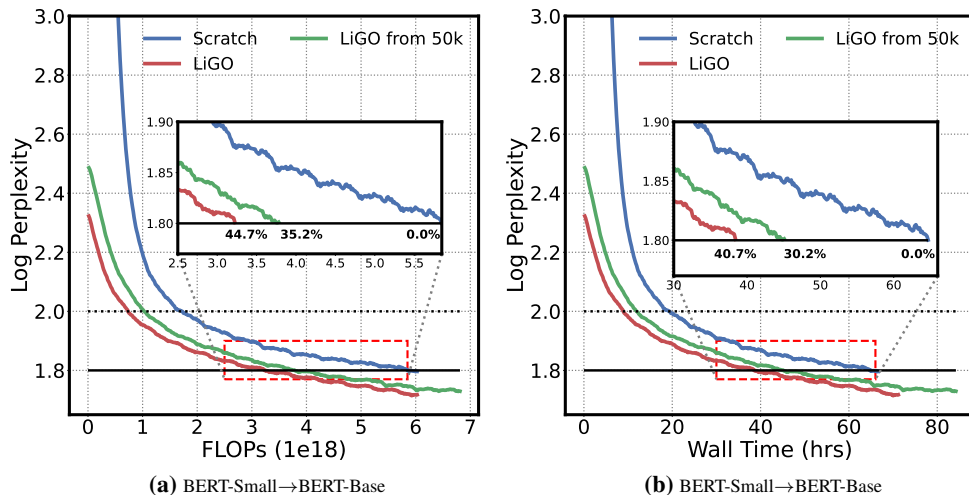 3.0
2.8
2.6
2.4
2.2
2.0
1.8
Log Perplexity
Scratch
LiGO
LiGO from 50k
1.90
1.85
1.80
44.7% 35.2% 0.0%
2.5 3.0 3.5 4.0 4.5 5.0 5.5
0 1 2 3 4 5 6 7
FLOPs (1e18)
(a) BERT-Small→BERT-Base
3.0
2.8
2.6
2.4
2.2
2.0
1.8
Log Perplexity
Scratch
LiGO
LiGO from 50k
1.90
1.85
1.80
40.7% 30.2% 0.0%
30 40 50 60
0 20 40 60 80
Wall Time (hrs)
(b) BERT-Small→BERT-Base